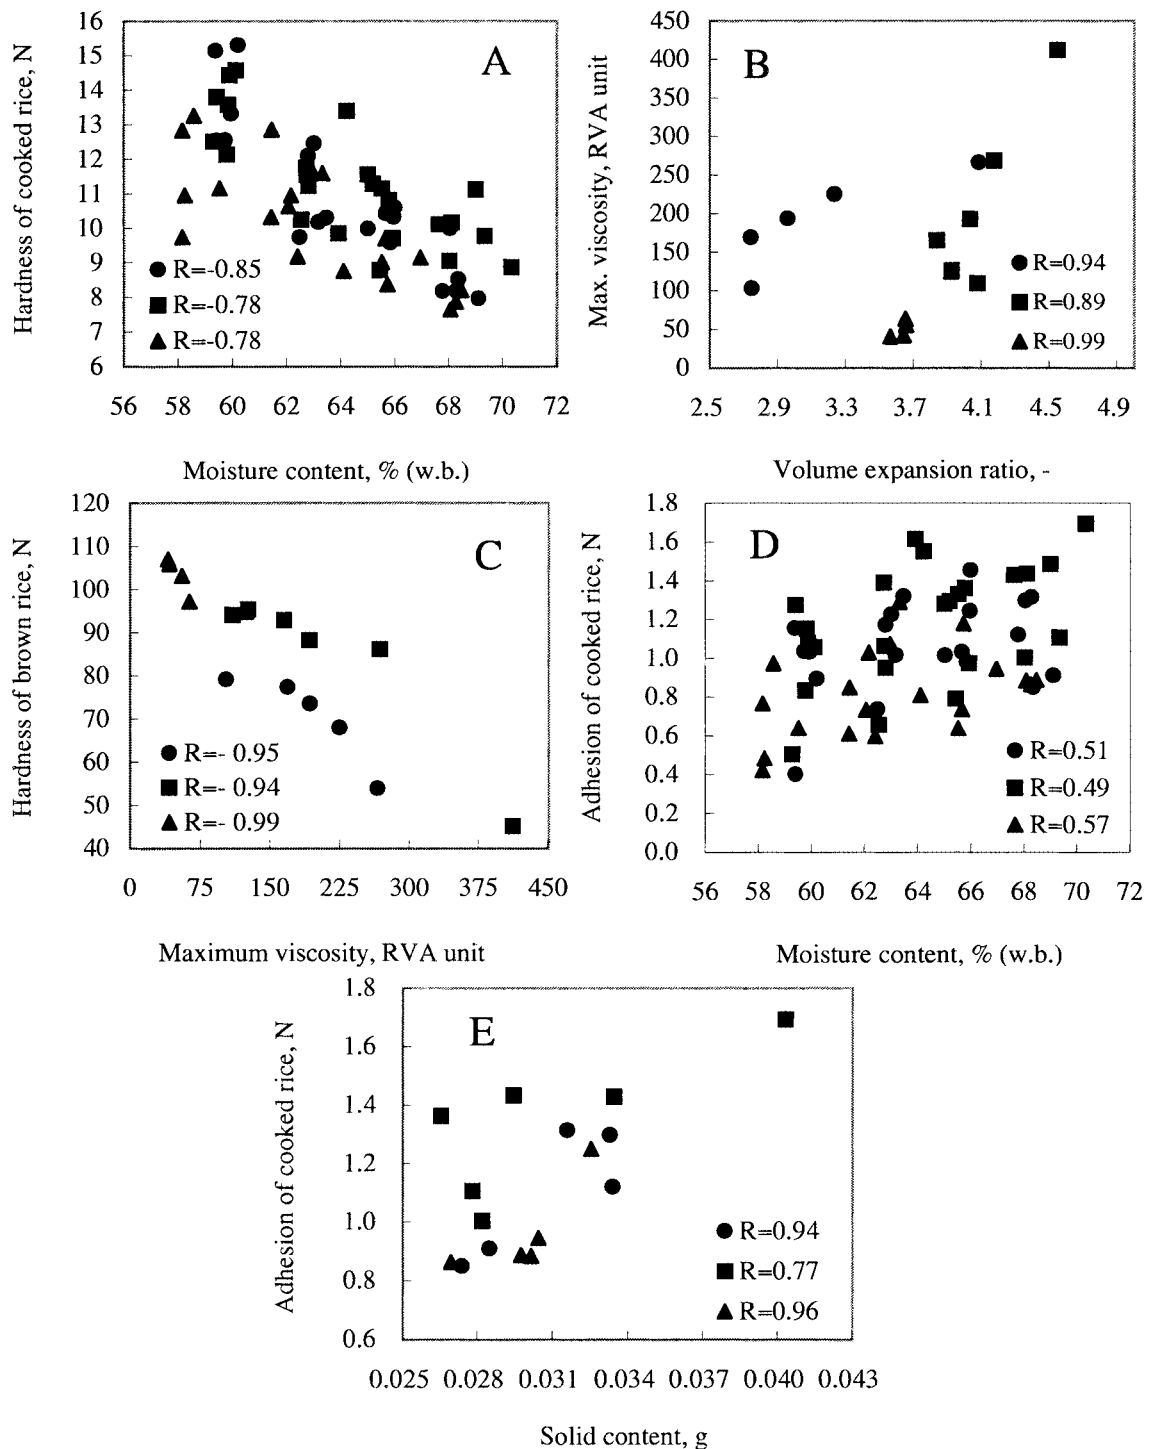 Hardness of cooked rice, N
16
15
14
13
12
11
10
9
8
7
6
A
R=-0.85
R=-0.78
R=-0.78
56 58 60 62 64 66 68 70 72
Moisture content, % (w.b.)
Max. viscosity, RVA unit
450
400
350
300
250
200
150
100
50
0
B
R=0.94
R=0.89
R=0.99
2.5 2.9 3.3 3.7 4.1 4.5 4.9
Volume expansion ratio, -
Hardness of brown rice, N
120
110
100
90
80
70
60
50
40
C
R=- 0.95
R=- 0.94
R=- 0.99
0 75 150 225 300 375 450
Maximum viscosity, RVA unit
Adhesion of cooked rice, N
1.8
1.6
1.4
1.2
1.0
0.8
0.6
0.4
0.2
0.0
D
R=0.51
R=0.49
R=0.57
56 58 60 62 64 66 68 70 72
Moisture content, % (w.b.)
Adhesion of cooked rice, N
1.8
1.6
1.4
1.2
1.0
0.8
0.6
E
R=0.94
R=0.77
R=0.96
0.025 0.028 0.031 0.034 0.037 0.040 0.043
Solid content, g